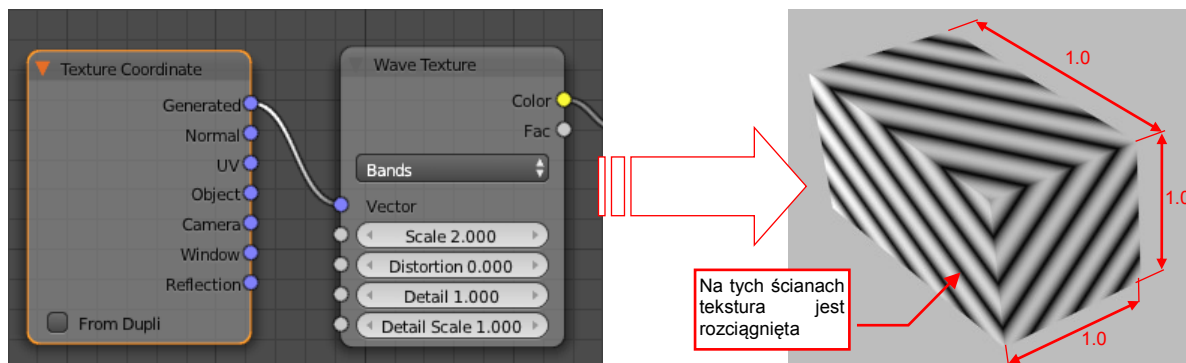 Texture Coordinate
Generated
Normal
UV
Object
Camera
Window
Reflection
From Dupli
Wave Texture
Color
Fac
Bands
Vector
Scale 2.000
Distortion 0.000
Detail 1.000
Detail Scale 1.000
1.0
1.0
1.0
Na tych ścianach
tekstura jest
rozciągnięta